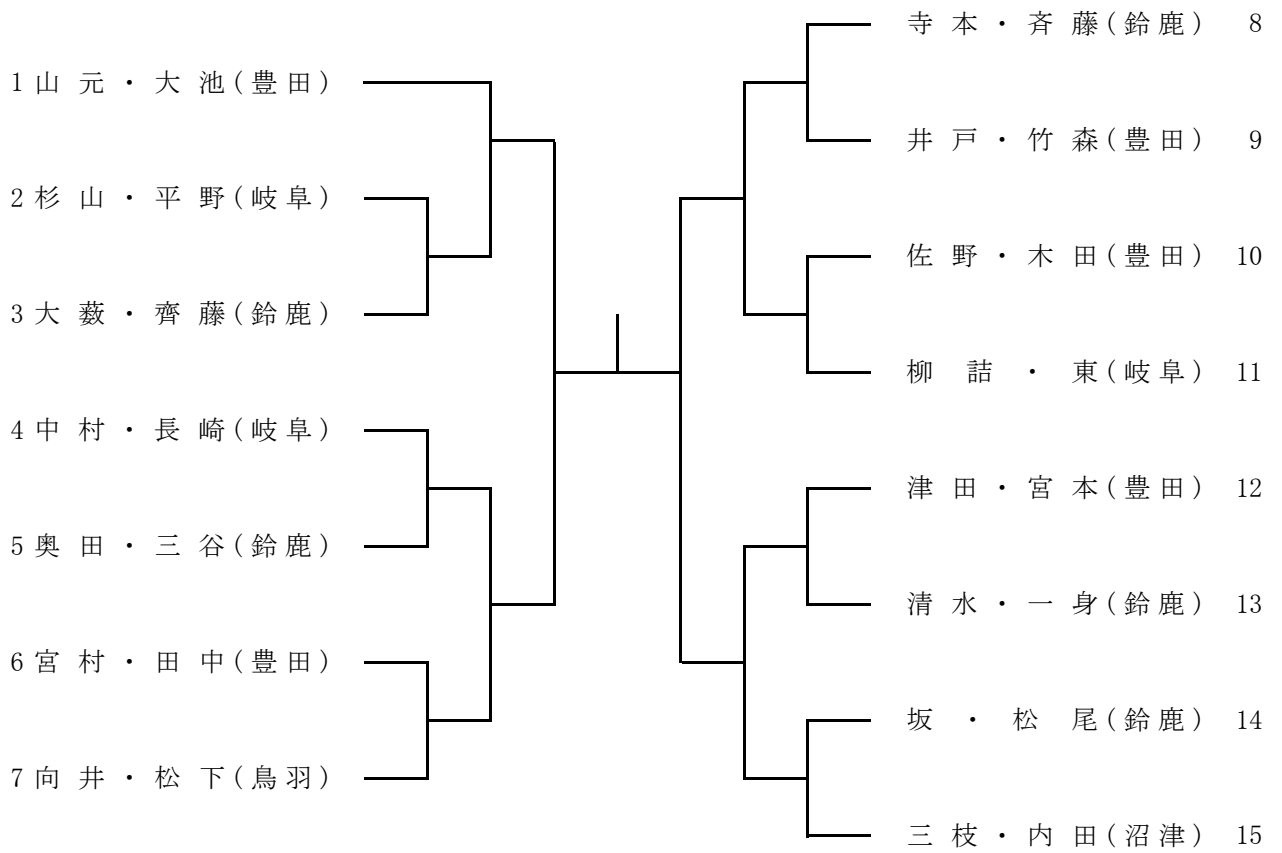 1山元・大池(豊田)
2杉山・平野(岐阜)
3大薮・齊藤(鈴鹿)
4中村・長崎(岐阜)
5奥田・三谷(鈴鹿)
6宮村・田中(豊田)
7向井・松下(鳥羽)
寺本・斉藤(鈴鹿) 8
井戸・竹森(豊田) 9
佐野・木田(豊田) 10
柳詰・東(岐阜) 11
津田・宮本(豊田) 12
清水・一身(鈴鹿) 13
坂・松尾(鈴鹿) 14
三枝・内田(沼津) 15